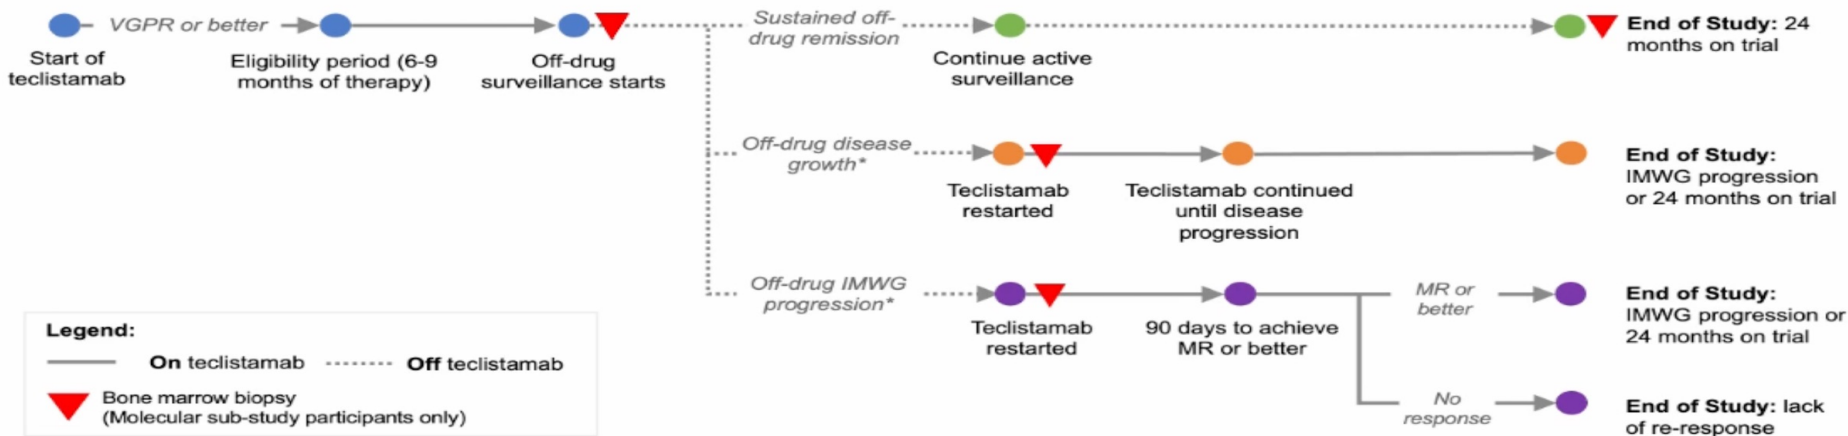 VGPR or better
Start of
teclistamab
Eligibility period (6-9
months of therapy)
Off-drug
surveillance starts
Sustained off-
drug remission
Continue active
surveillance
End of Study: 24
months on trial
Off-drug disease
growth*
Teclistamab
restarted
Teclistamab continued
until disease
progression
End of Study:
IMWG progression
or 24 months on trial
Off-drug IMWG
progression*
Teclistamab
restarted
90 days to achieve
MR or better
MR or
better
End of Study:
IMWG progression or
24 months on trial
No
response
End of Study: lack
of re-response
Legend:
On teclistamab
Off teclistamab
Bone marrow biopsy
(Molecular sub-study participants only)